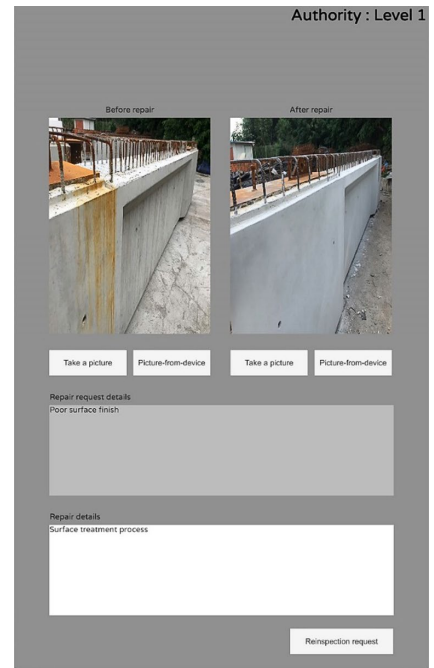 Authority : Level 1
Before repair
After repair
Take a picture
Picture-from-device
Take a picture
Picture-from-device
Repair request details
Poor surface finish
Repair details
Surface treatment process
Reinspection request